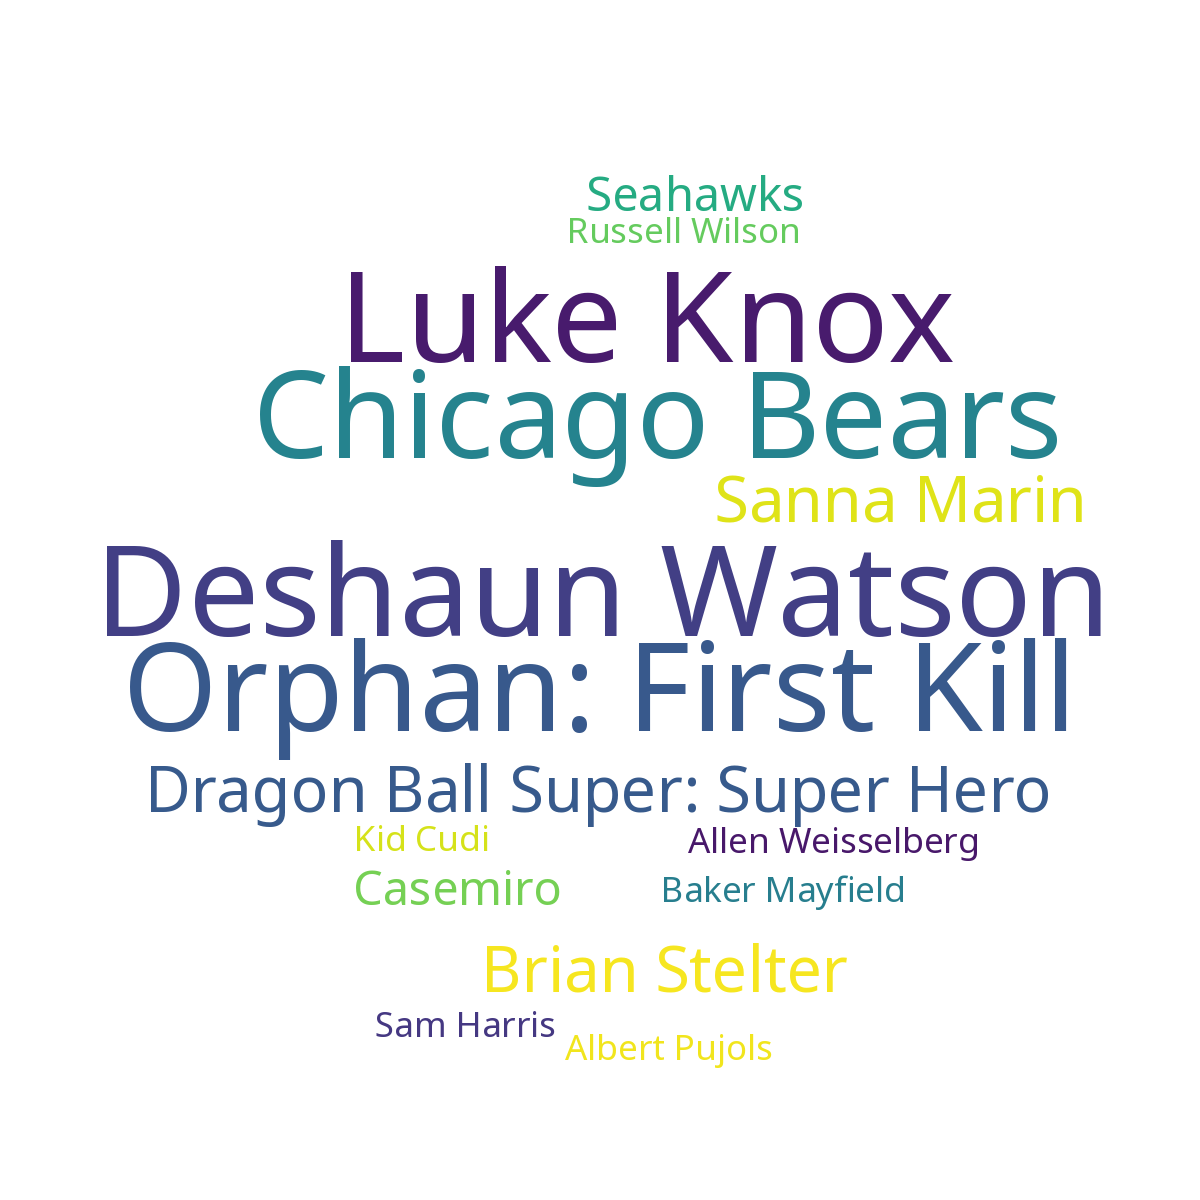 Seahawks
Russell Wilson
Luke Knox
Chicago Bears
Sanna Marin
Deshaun Watson
Orphan: First Kill
Dragon Ball Super: Super Hero
Kid Cudi
Allen Weisselberg
Casemiro
Baker Mayfield
Brian Stelter
Sam Harris
Albert Pujols